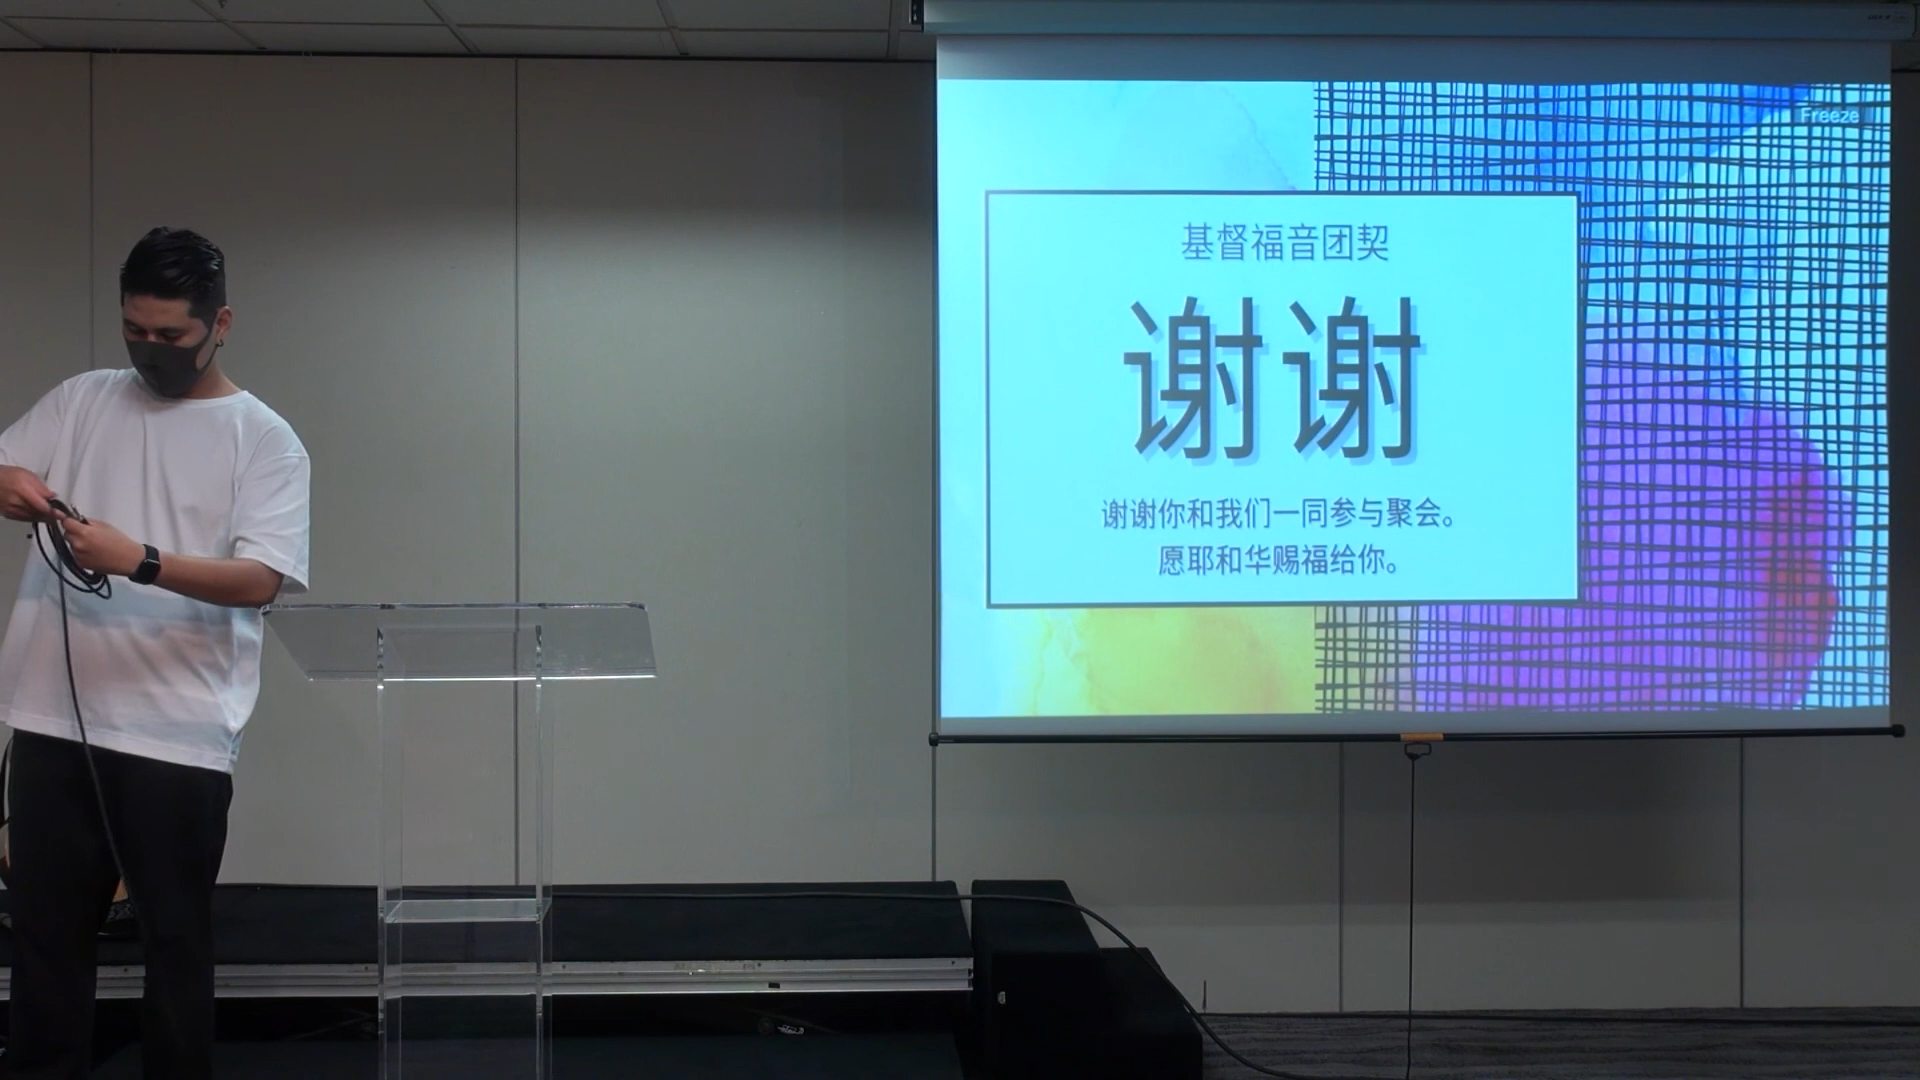 Freeze
基督福音团契
谢谢
谢谢你和我们一同参与聚会。
愿耶和华赐福给你。